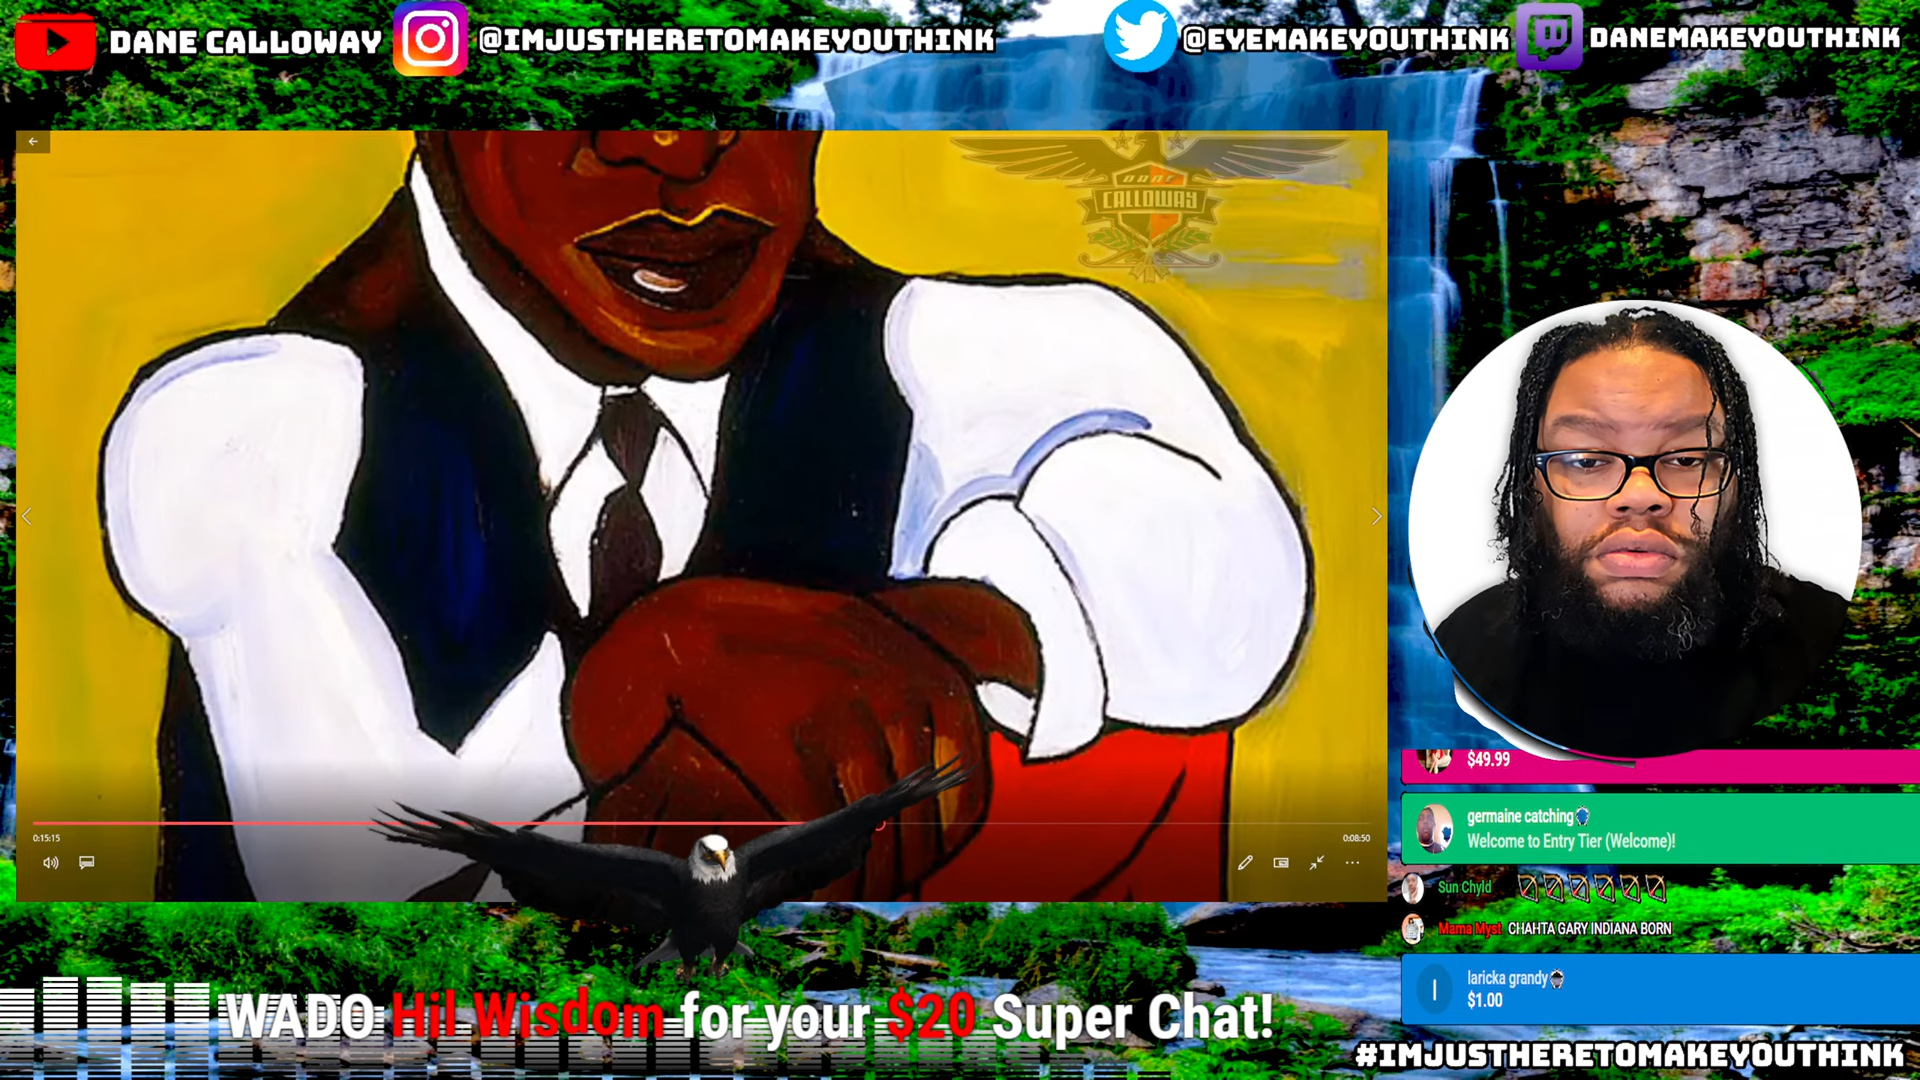 DANE CALLOWAY
@IMJUSTHERETOMAKEYOUTHINK
@EYEMAKEYOUTHINK
DANEMAKEYOUTHINK
DANE
CALLOWAY
0:15:15
0:08:50
$49.99
germaine catching
Welcome to Entry Tier (Welcome)!
Sun Chyld
Mama Myst CHAHTA GARY INDIANA BORN
laricka grandy
$1.00
WADO Hil Wisdom for your $20 Super Chat!
#IMJUSTHERETOMAKEYOUTHINK